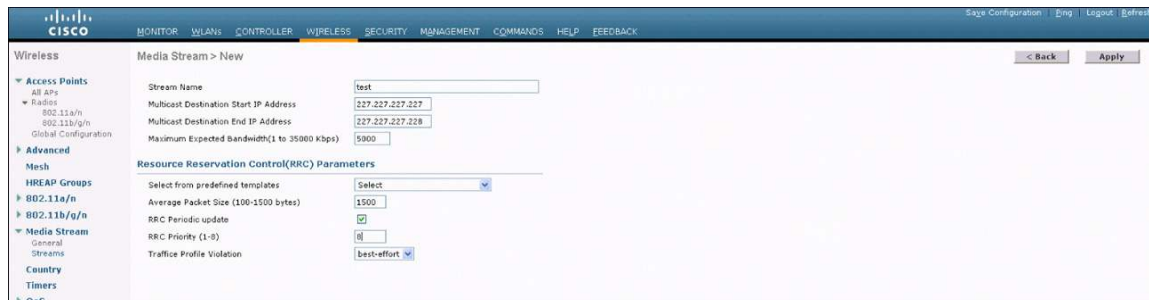 Save Configuration | Ping | Logout | Refresh
CISCO
MONITOR WLANs CONTROLLER WIRELESS SECURITY MANAGEMENT COMMANDS HELP FEEDBACK
Wireless
Access Points
All APs
Radios
802.11a/n
802.11b/g/n
Global Configuration
Advanced
Mesh
HREAP Groups
802.11a/n
802.11b/g/n
Media Stream
General
Streams
Country
Timers
QoS
Media Stream > New
< Back Apply
Stream Name test
Multicast Destination Start IP Address 227.227.227.227
Multicast Destination End IP Address 227.227.227.228
Maximum Expected Bandwidth(1 to 35000 Kbps) 5000
Resource Reservation Control(RRC) Parameters
Select from predefined templates Select
Average Packet Size (100-1500 bytes) 1500
RRC Periodic update
RRC Priority (1-8) 8
Traffice Profile Violation best-effort